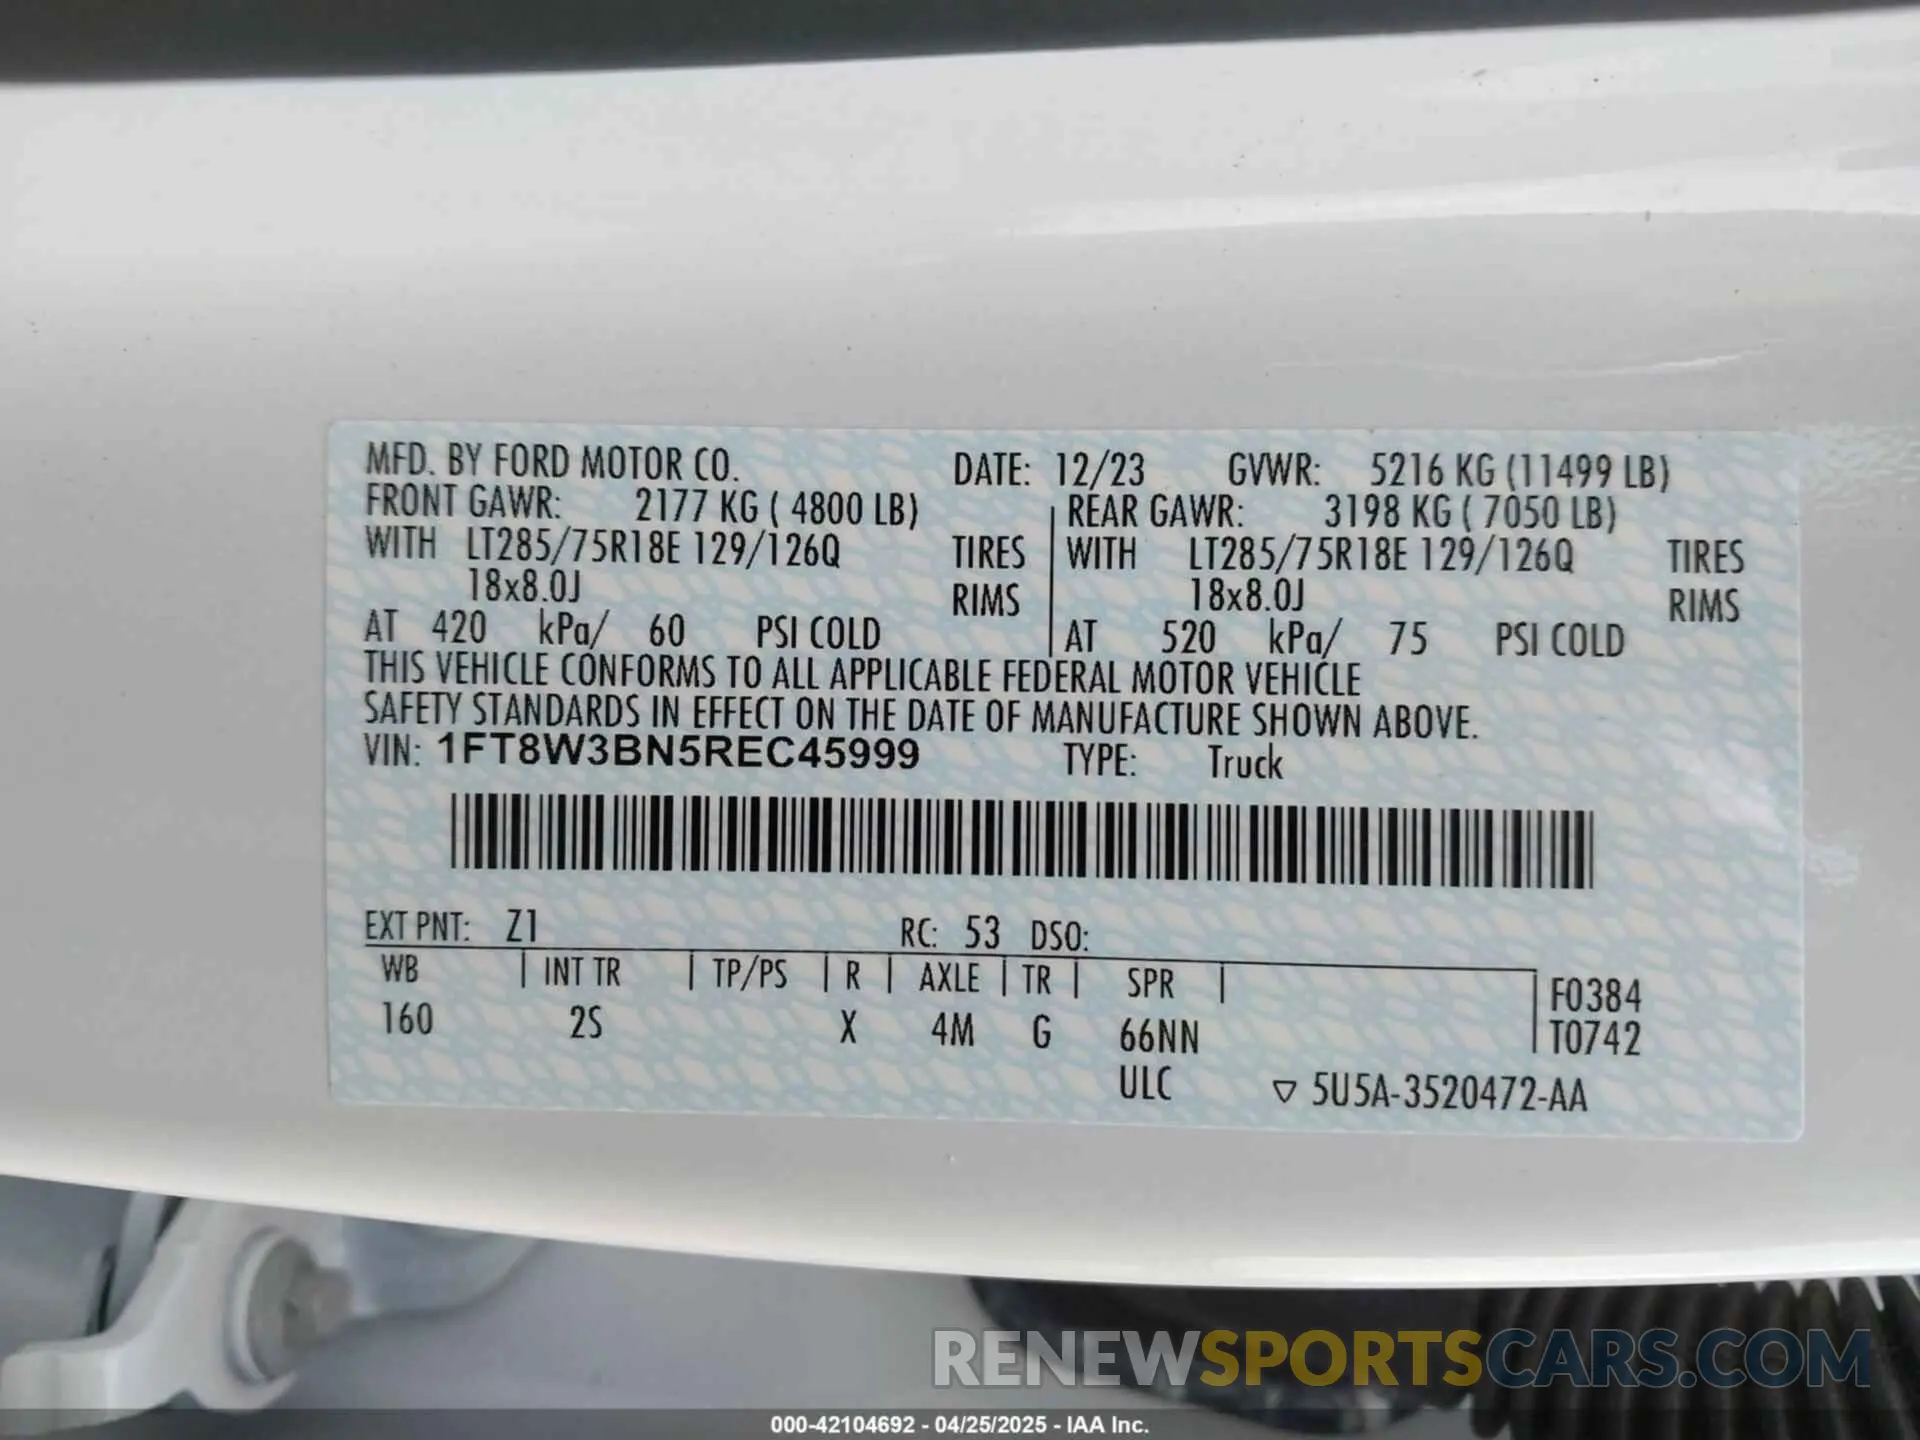 MFD. BY FORD MOTOR CO. DATE: 12/23 GVWR: 5216 KG (11499 LB)
FRONT GAWR: 2177 KG ( 4800 LB) REAR GAWR: 3198 KG ( 7050 LB)
WITH LT285/75R18E 129/126Q TIRES WITH LT285/75R18E 129/126Q TIRES
18x8.0J RIMS 18x8.0J RIMS
AT 420 kPa/ 60 PSI COLD AT 520 kPa/ 75 PSI COLD
THIS VEHICLE CONFORMS TO ALL APPLICABLE FEDERAL MOTOR VEHICLE
SAFETY STANDARDS IN EFFECT ON THE DATE OF MANUFACTURE SHOWN ABOVE.
VIN: 1FT8W3BN5REC45999 TYPE: Truck
EXT PNT: Z1 RC: 53 DSO:
WB INT TR TP/PS R AXLE TR SPR F0384
160 2S X 4M G 66NN T0742
ULC ▽ 5U5A-3520472-AA
RENEWSPORTSCARS.COM
000-42104692 - 04/25/2025 - IAA Inc.